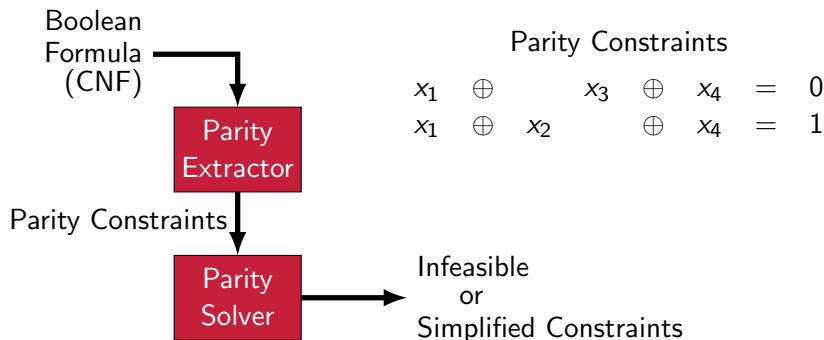 Boolean
Formula
(CNF)
Parity Constraints
x₁ ⊕ x₃ ⊕ x₄ = 0
x₁ ⊕ x₂ ⊕ x₄ = 1
Parity
Extractor
Parity Constraints
Parity
Solver
Infeasible
or
Simplified Constraints